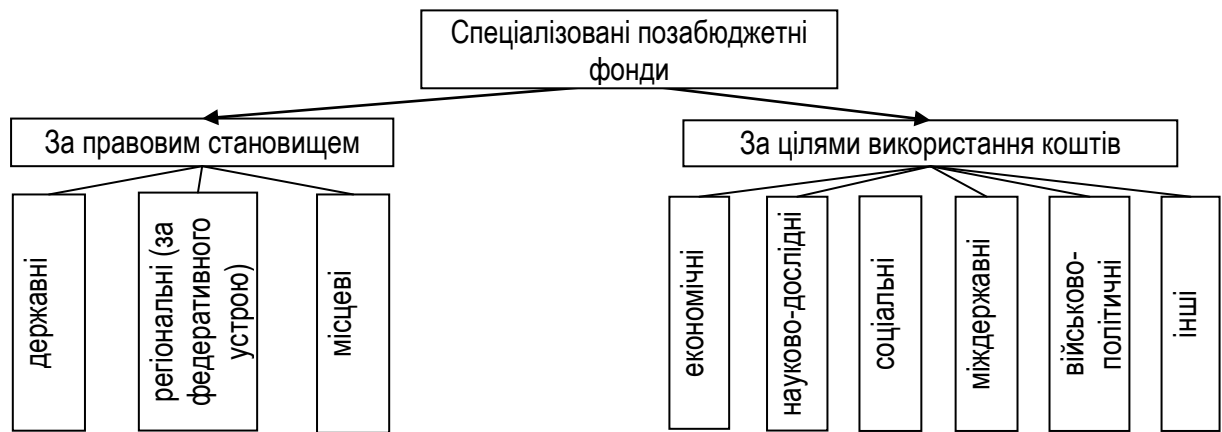 Спеціалізовані позабюджетні
фонди
За правовим становищем
За цілями використання коштів
державні
регіональні (за
федеративного
устрою)
місцеві
економічні
науково-дослідні
соціальні
міждержавні
військово-
політичні
інші